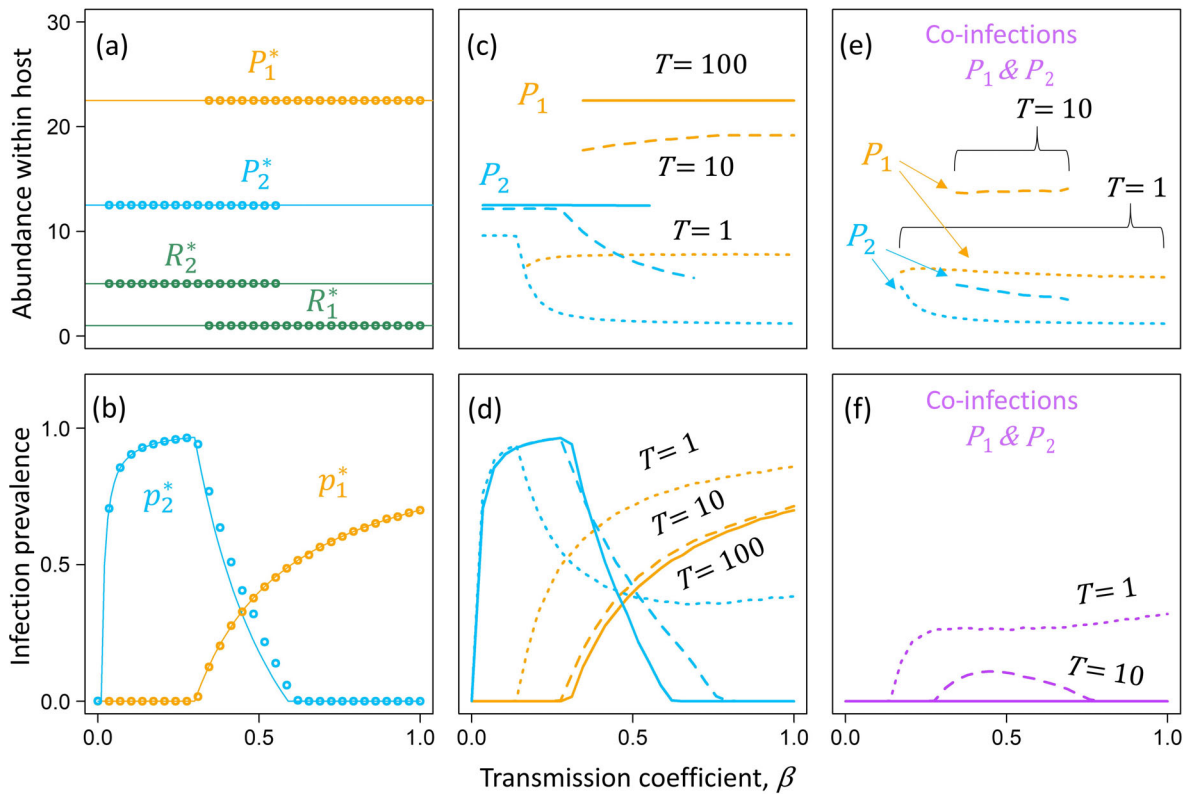 (a)
30
20
10
0
Abundance within host
P₁*
P₂*
R₂*
R₁*
(c)
T = 100
P₁
T = 10
P₂
T = 1
(e)
Co-infections
P₁ & P₂
T = 10
P₁
T = 1
P₂
(b)
1.0
0.5
0.0
Infection prevalence
p₂*
p₁*
0.0 0.5 1.0
(d)
T = 1
T = 10
T = 100
0.0 0.5 1.0
(f)
Co-infections
P₁ & P₂
T = 1
T = 10
0.0 0.5 1.0
Transmission coefficient, β